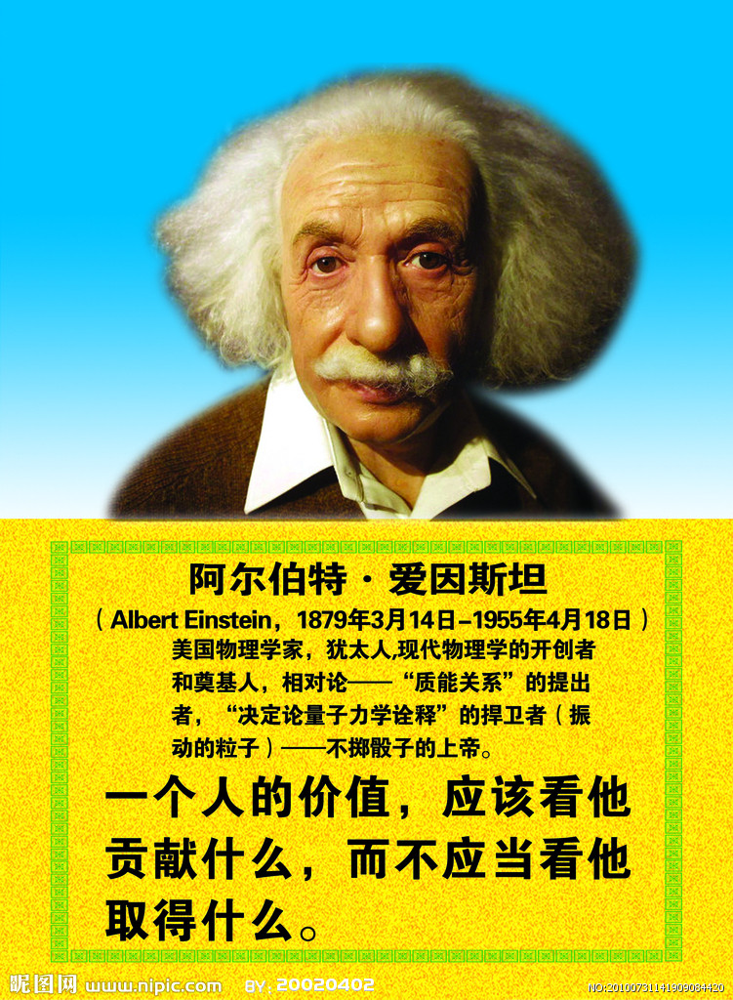 阿尔伯特·爱因斯坦
（Albert Einstein，1879年3月14日-1955年4月18日）
美国物理学家，犹太人,现代物理学的开创者
和奠基人，相对论——“质能关系”的提出
者，“决定论量子力学诠释”的捍卫者（振
动的粒子）——不掷骰子的上帝。
一个人的价值，应该看他
贡献什么，而不应当看他
取得什么。
昵图网 www.nipic.com BY: 20020402
NO:20100731141909084420